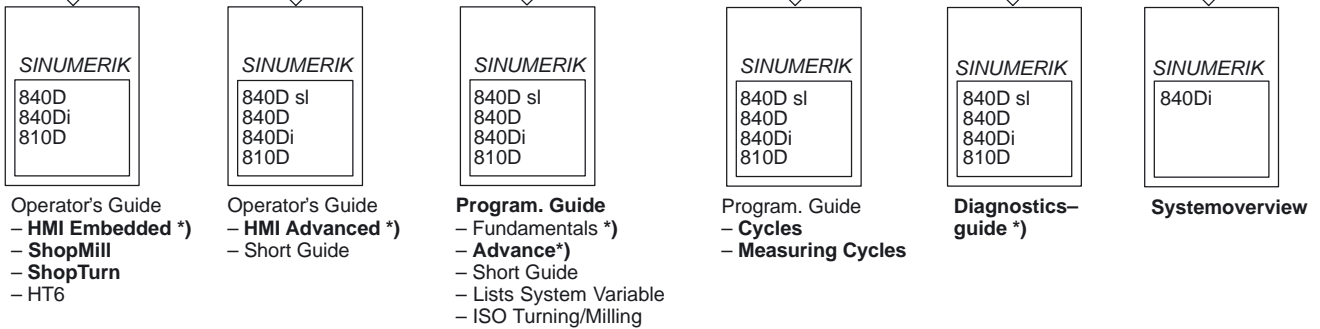 SINUMERIK
840D
840Di
810D
Operator's Guide
– HMI Embedded *)
– ShopMill
– ShopTurn
– HT6
SINUMERIK
840D sl
840D
840Di
810D
Operator's Guide
– HMI Advanced *)
– Short Guide
SINUMERIK
840D sl
840D
840Di
810D
Program. Guide
– Fundamentals *)
– Advance*)
– Short Guide
– Lists System Variable
– ISO Turning/Milling
SINUMERIK
840D sl
840D
840Di
810D
Program. Guide
– Cycles
– Measuring Cycles
SINUMERIK
840D sl
840D
840Di
810D
Diagnostics–
guide *)
SINUMERIK
840Di
Systemoverview